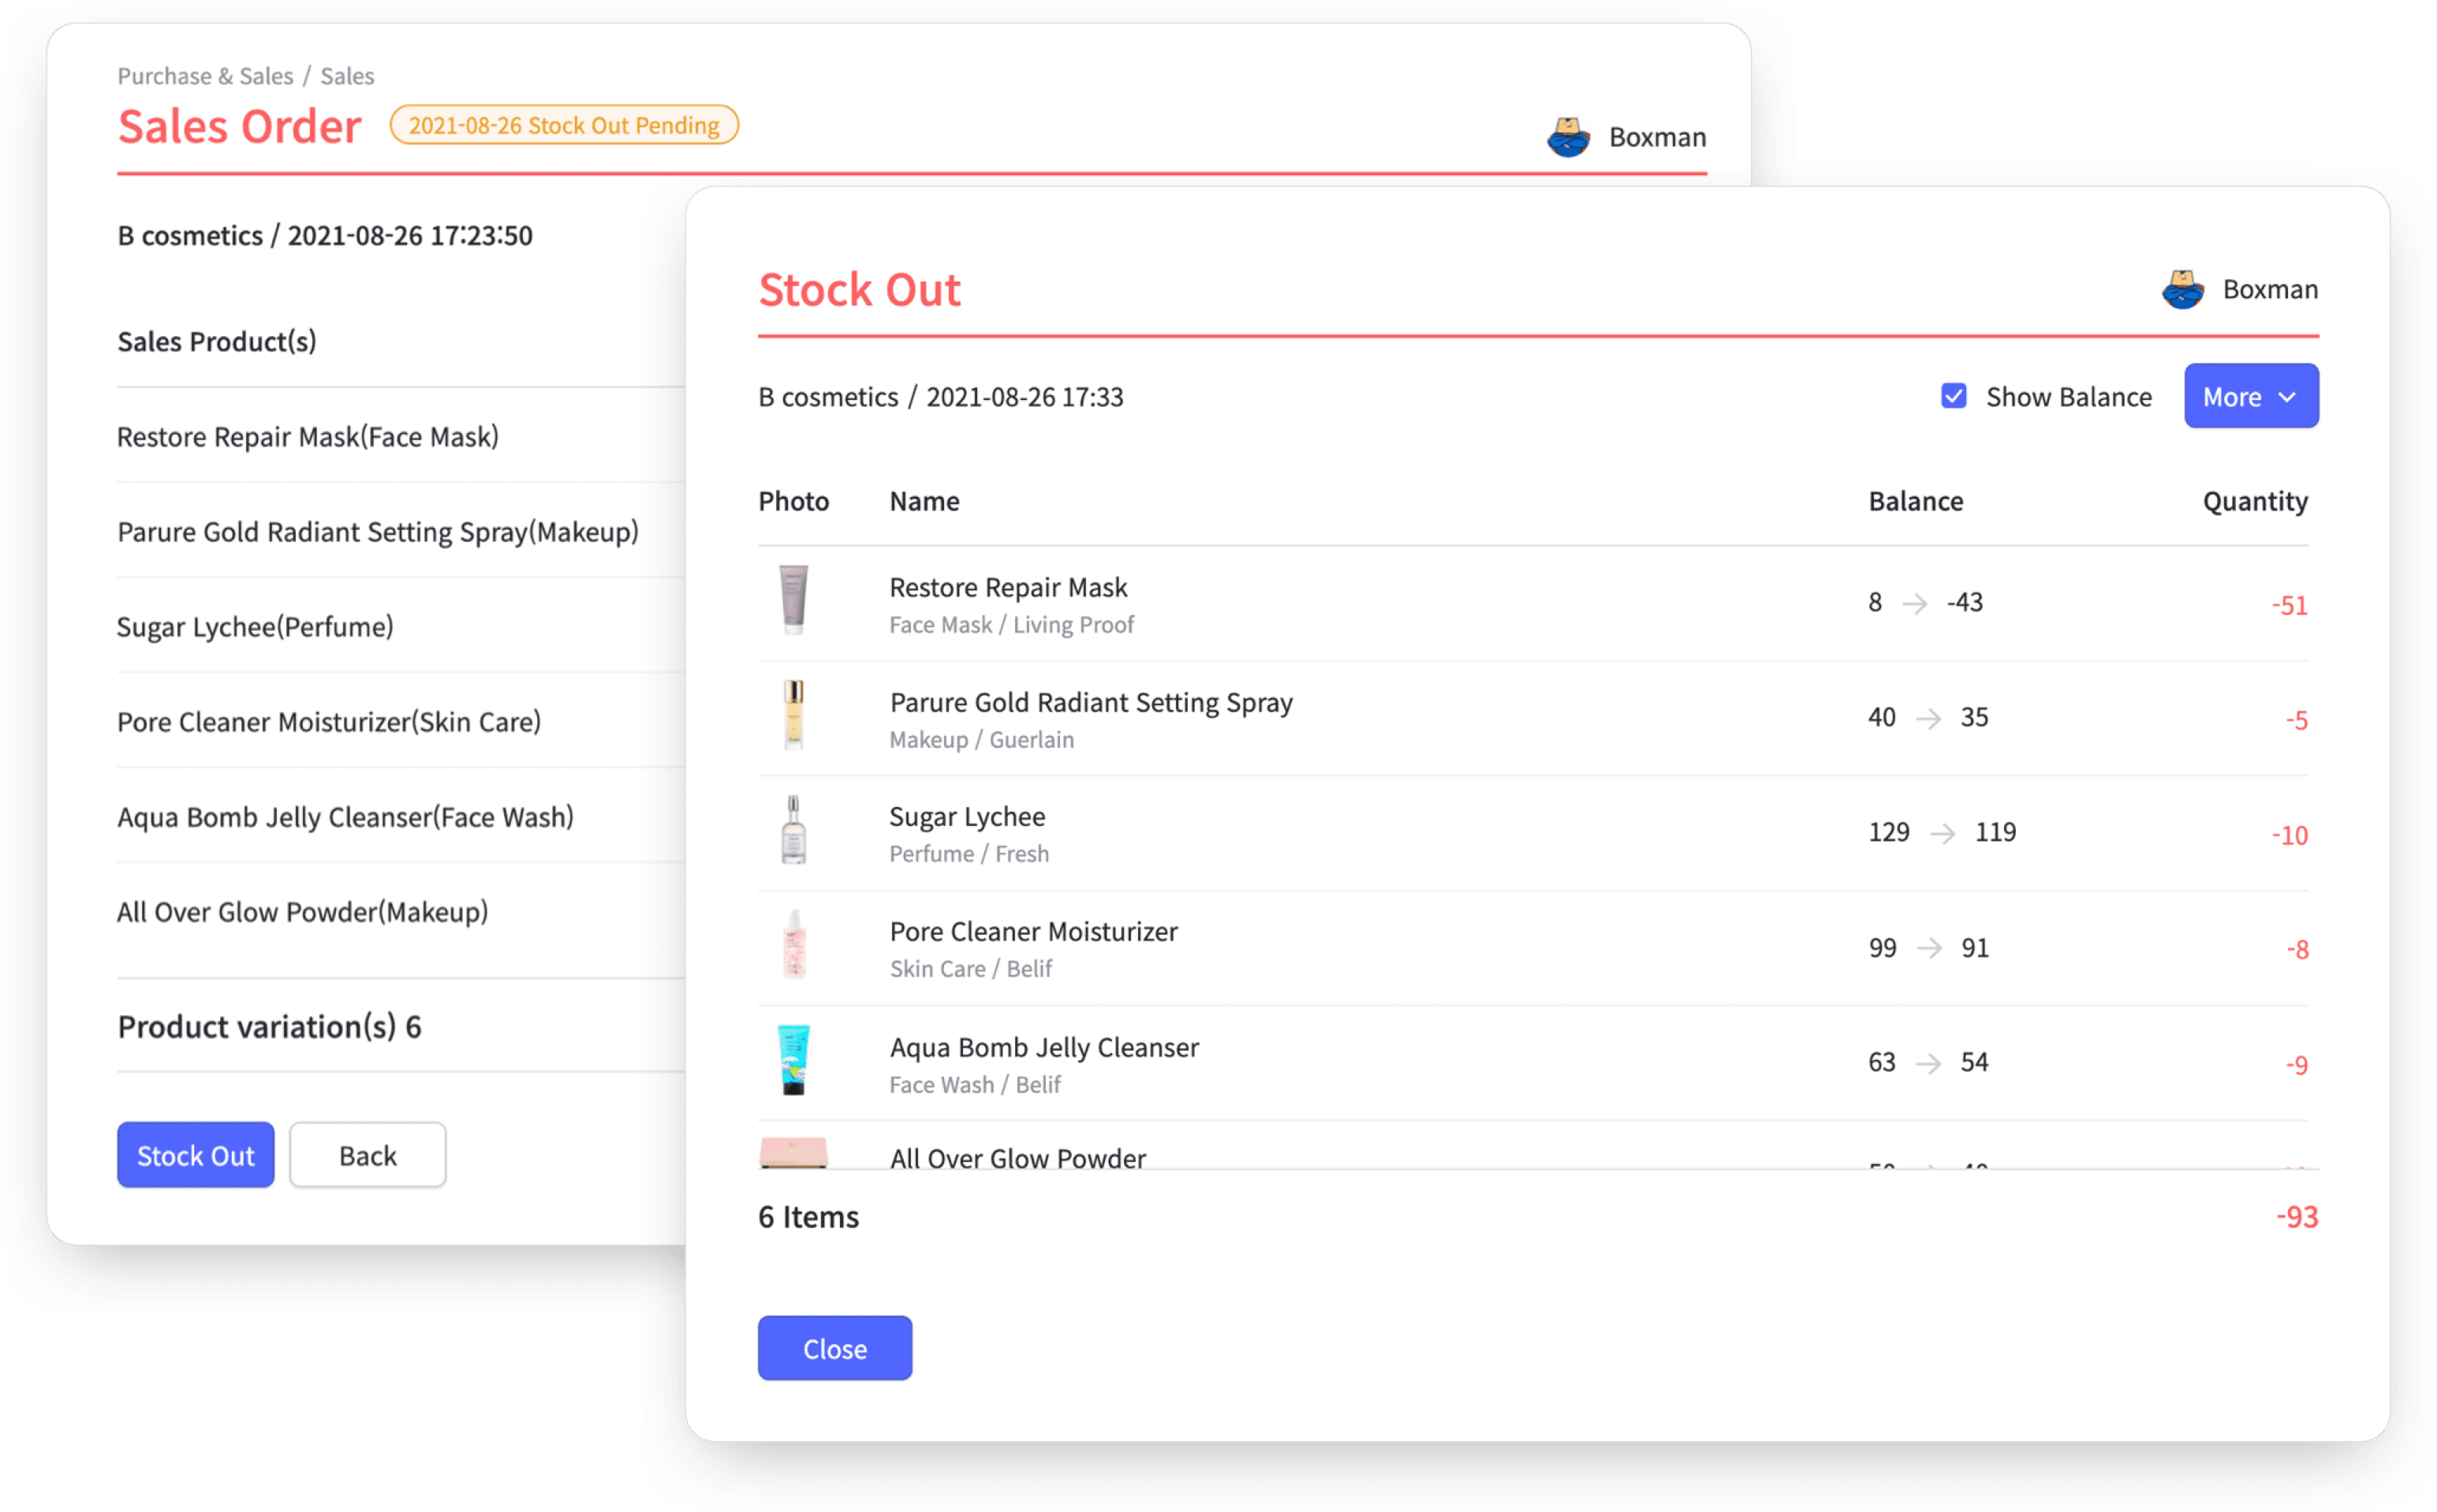 Purchase & Sales / Sales
Sales Order
2021-08-26 Stock Out Pending
Boxman
B cosmetics / 2021-08-26 17:23:50
Sales Product(s)
Restore Repair Mask(Face Mask)
Parure Gold Radiant Setting Spray(Makeup)
Sugar Lychee(Perfume)
Pore Cleaner Moisturizer(Skin Care)
Aqua Bomb Jelly Cleanser(Face Wash)
All Over Glow Powder(Makeup)
Product variation(s) 6
Stock Out
Back
Stock Out
Boxman
B cosmetics / 2021-08-26 17:33
Show Balance
More
Photo Name Balance Quantity
Restore Repair Mask
Face Mask / Living Proof
8 → -43 -51
Parure Gold Radiant Setting Spray
Makeup / Guerlain
40 → 35 -5
Sugar Lychee
Perfume / Fresh
129 → 119 -10
Pore Cleaner Moisturizer
Skin Care / Belif
99 → 91 -8
Aqua Bomb Jelly Cleanser
Face Wash / Belif
63 → 54 -9
All Over Glow Powder
6 Items -93
Close